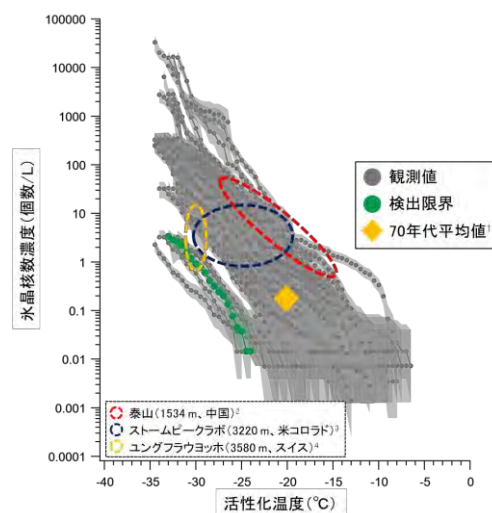 氷晶核数濃度(個数/L)
100000
10000
1000
100
10
1
0.1
0.01
0.001
0.0001
観測値
検出限界
70年代平均値¹
泰山(1534 m、中国)²
ストームピークラボ(3220 m、米コロラド)³
ユングフラウヨッホ(3580 m、スイス)⁴
-40 -35 -30 -25 -20 -15 -10 -5 0
活性化温度(℃)